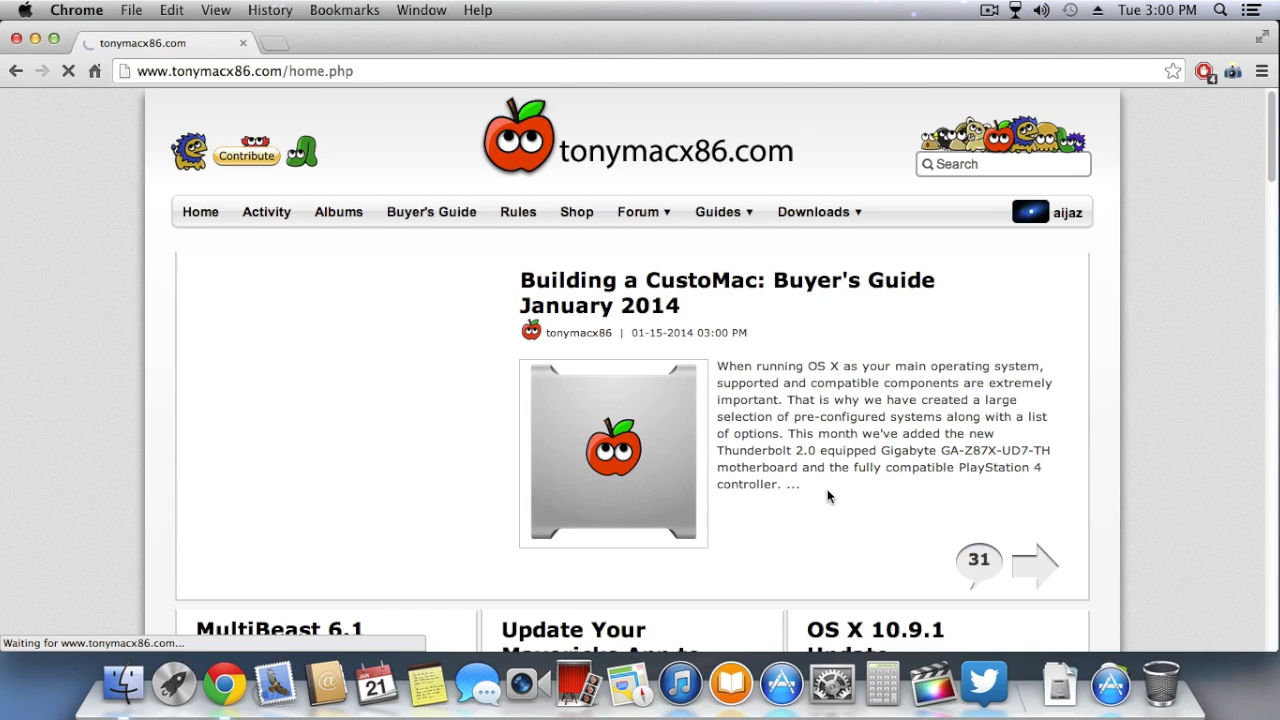 Chrome File Edit View History Bookmarks Window Help Tue 3:00 PM
tonymacx86.com
www.tonymacx86.com/home.php
4
Contribute
tonymacx86.com
Search
Home Activity Albums Buyer's Guide Rules Shop Forum Guides Downloads aijaz
Building a CustoMac: Buyer's Guide
January 2014
tonymacx86 | 01-15-2014 03:00 PM
When running OS X as your main operating system,
supported and compatible components are extremely
important. That is why we have created a large
selection of pre-configured systems along with a list
of options. This month we've added the new
Thunderbolt 2.0 equipped Gigabyte GA-Z87X-UD7-TH
motherboard and the fully compatible PlayStation 4
controller. ...
31
MultiBeast 6.1
Update Your
Mavericks App to
OS X 10.9.1
Update
Waiting for www.tonymacx86.com...
JAN
21